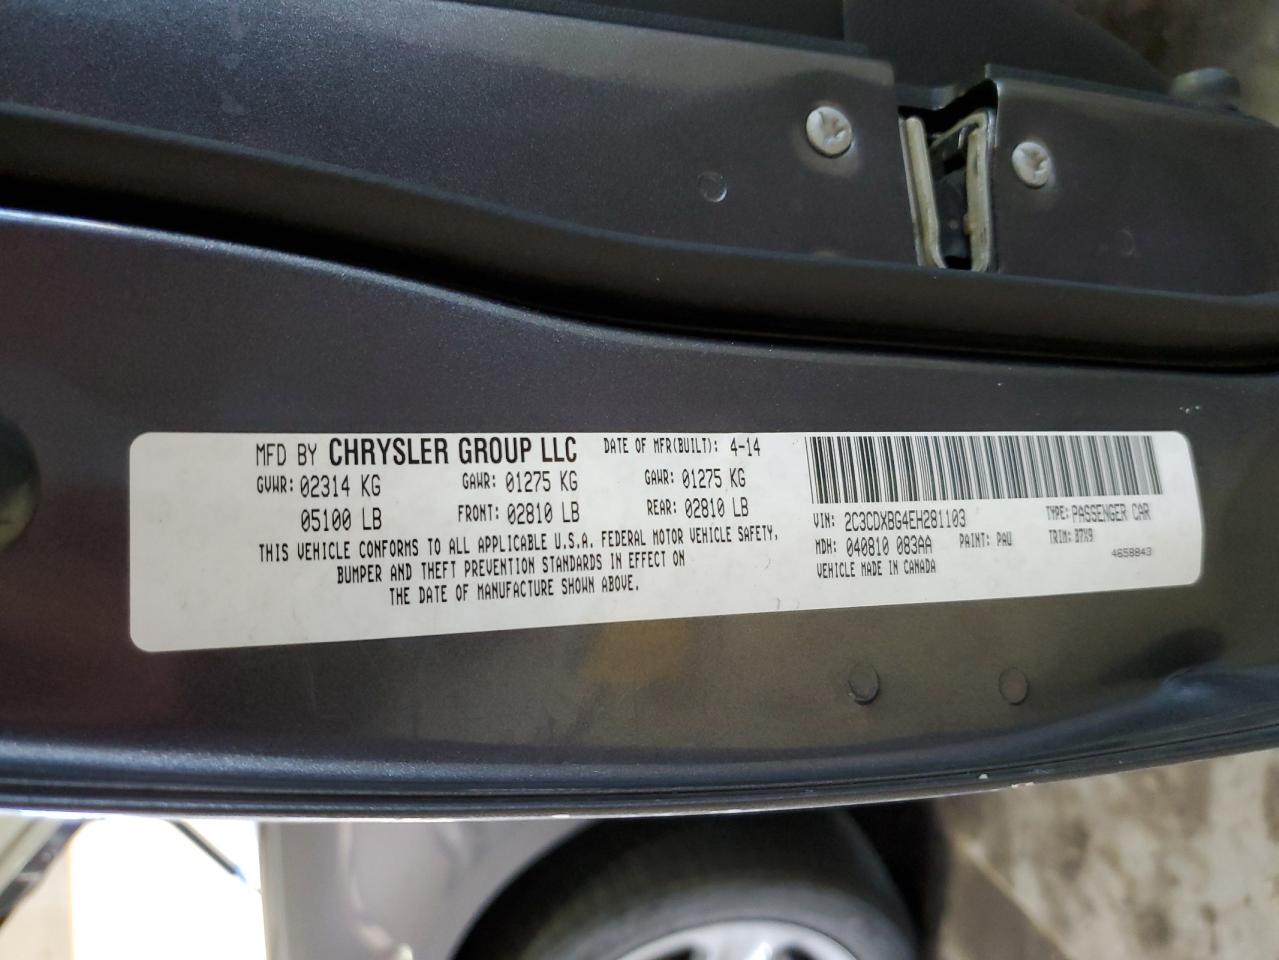 MFD BY CHRYSLER GROUP LLC DATE OF MFR(BUILT): 4-14
GVWR: 02314 KG GAWR: 01275 KG GAWR: 01275 KG
05100 LB FRONT: 02810 LB REAR: 02810 LB
THIS VEHICLE CONFORMS TO ALL APPLICABLE U.S.A. FEDERAL MOTOR VEHICLE SAFETY,
BUMPER AND THEFT PREVENTION STANDARDS IN EFFECT ON
THE DATE OF MANUFACTURE SHOWN ABOVE.
VIN: 2C3CDXBG4EH281103 TYPE: PASSENGER CAR
MDH: 040810 083AA PAINT: PAU TRIM: B7X9
VEHICLE MADE IN CANADA 4658843